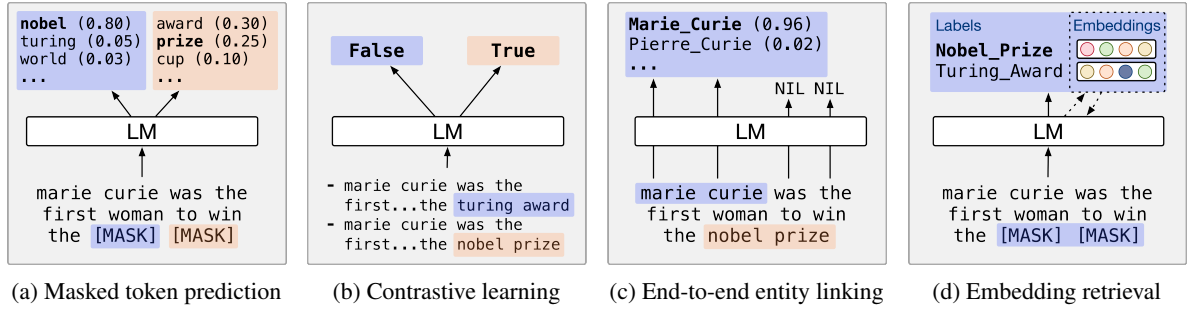 nobel (0.80)
turing (0.05)
world (0.03)
...
award (0.30)
prize (0.25)
cup (0.10)
...
LM
marie curie was the
first woman to win
the [MASK] [MASK]
(a) Masked token prediction
False
True
LM
- marie curie was the
first...the turing award
- marie curie was the
first...the nobel prize
(b) Contrastive learning
Marie_Curie (0.96)
Pierre_Curie (0.02)
...
NIL NIL
LM
marie curie was the
first woman to win
the nobel prize
(c) End-to-end entity linking
Labels
Embeddings
Nobel_Prize
Turing_Award
LM
marie curie was the
first woman to win
the [MASK] [MASK]
(d) Embedding retrieval